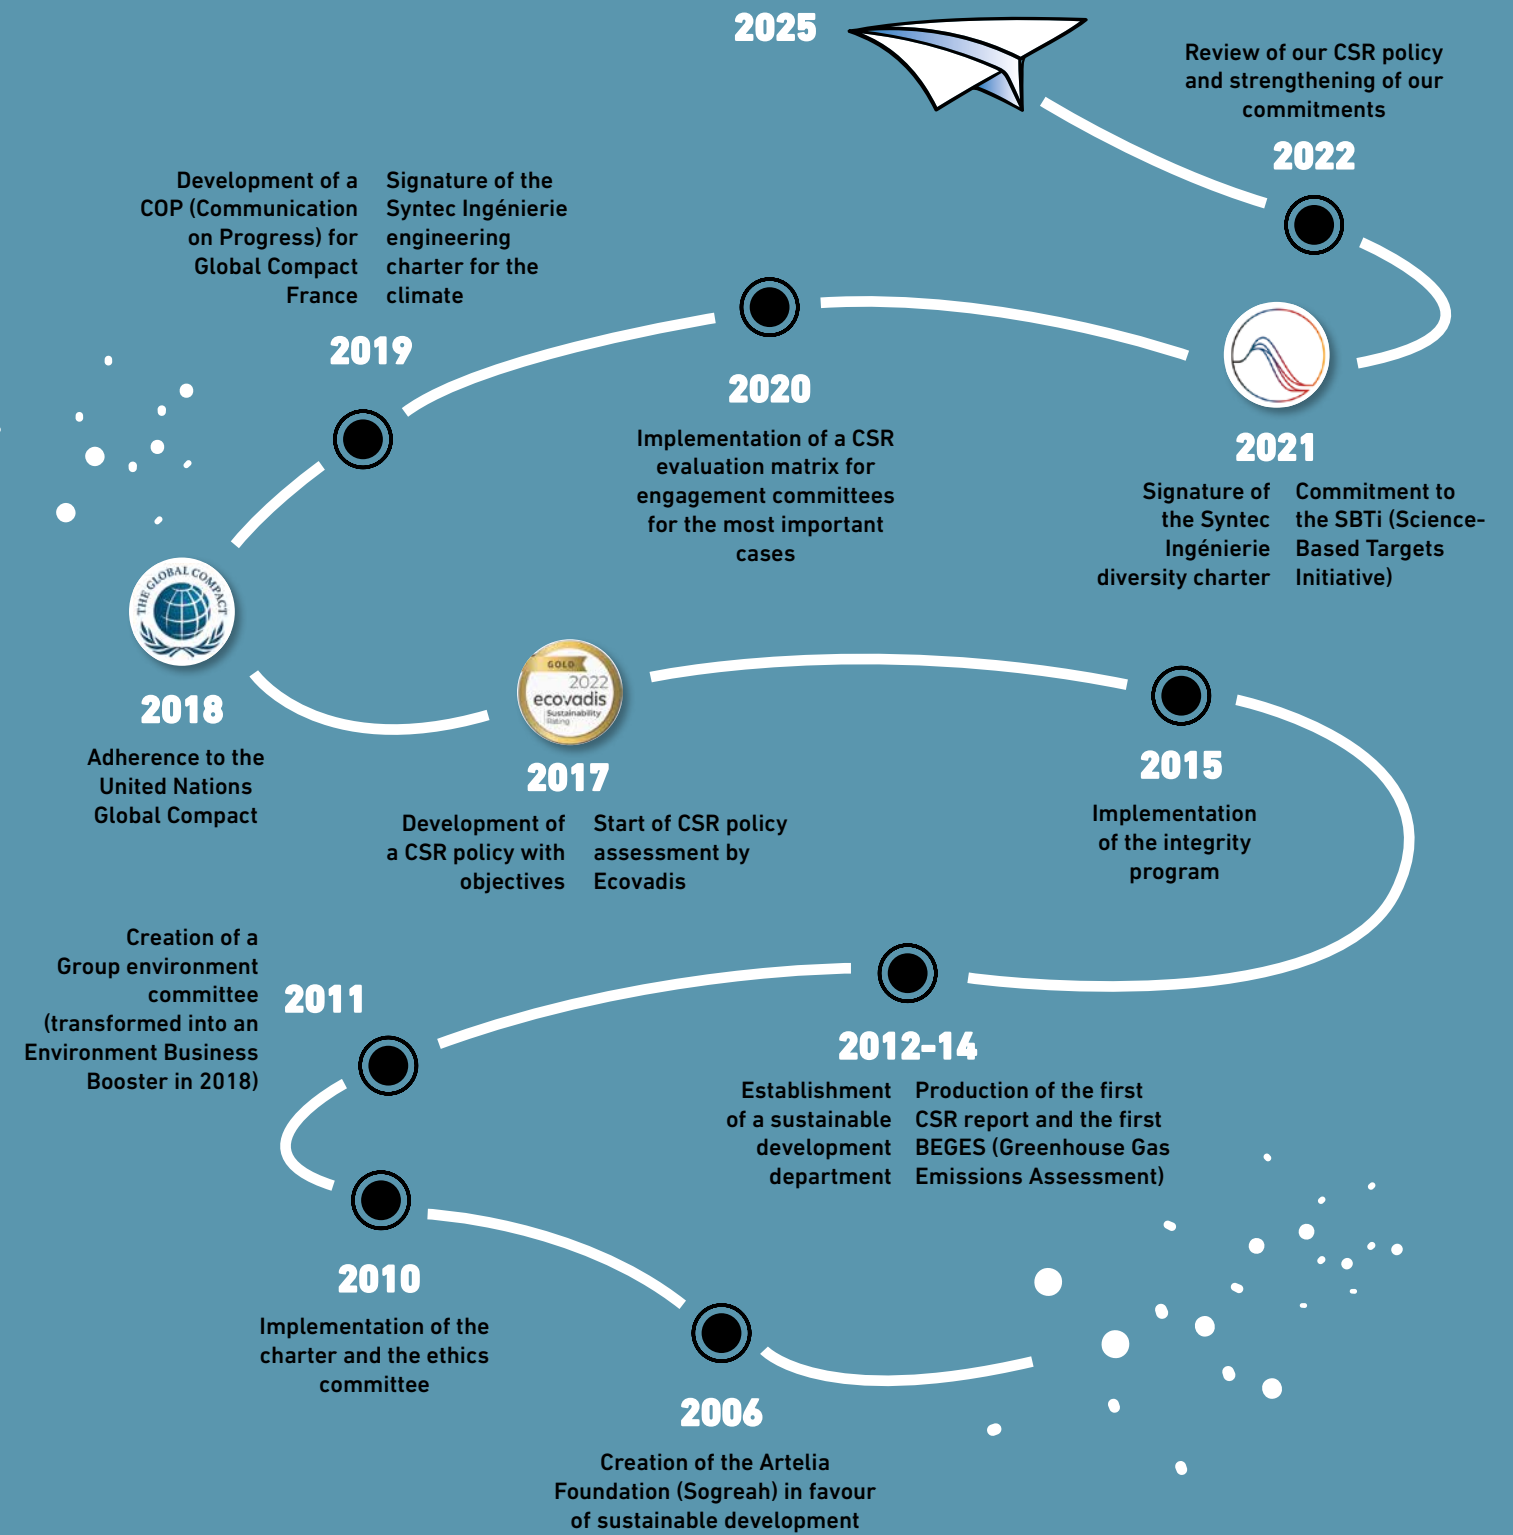 2025
Review of our CSR policy
and strengthening of our
commitments
2022
Development of a
COP (Communication
on Progress) for
Global Compact
France
Signature of the
Syntec Ingénierie
engineering
charter for the
climate
2019
2020
Implementation of a CSR
evaluation matrix for
engagement committees
for the most important
cases
2021
Signature of
the Syntec
Ingénierie
diversity charter
Commitment to
the SBTi (Science-
Based Targets
Initiative)
THE GLOBAL COMPACT
2018
Adherence to the
United Nations
Global Compact
GOLD
2022
ecovadis
Sustainability
Rating
2017
Development of
a CSR policy with
objectives
Start of CSR policy
assessment by
Ecovadis
2015
Implementation
of the integrity
program
Creation of a
Group environment
committee
(transformed into an
Environment Business
Booster in 2018)
2011
2012-14
Establishment
of a sustainable
development
department
Production of the first
CSR report and the first
BEGES (Greenhouse Gas
Emissions Assessment)
2010
Implementation of the
charter and the ethics
committee
2006
Creation of the Artelia
Foundation (Sogreah) in favour
of sustainable development